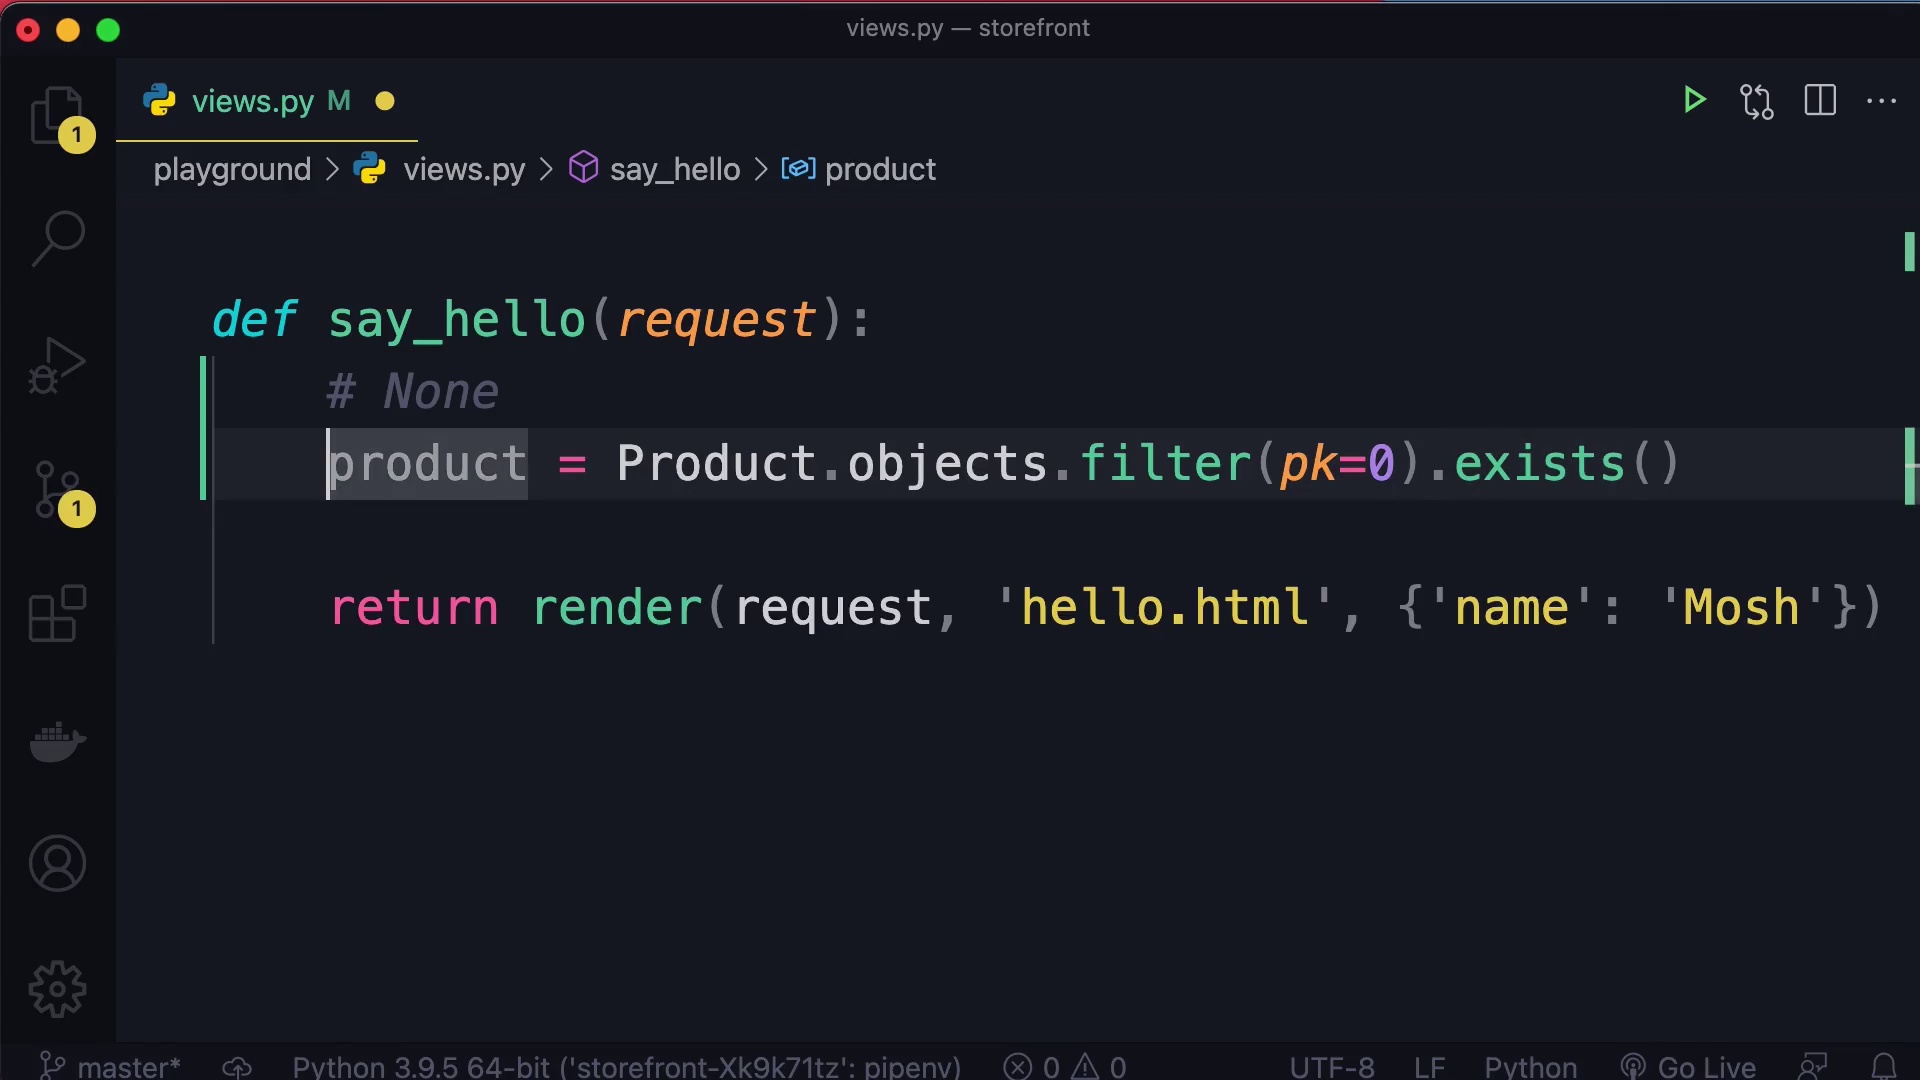 views.py — storefront
views.py M
1
playground > views.py > say_hello > product
def say_hello(request):
# None
product = Product.objects.filter(pk=0).exists()
1
return render(request, 'hello.html', {'name': 'Mosh'})
master* Python 3.9.5 64-bit ('storefront-Xk9k71tz': pipenv) 0 0 UTF-8 LF Python Go Live